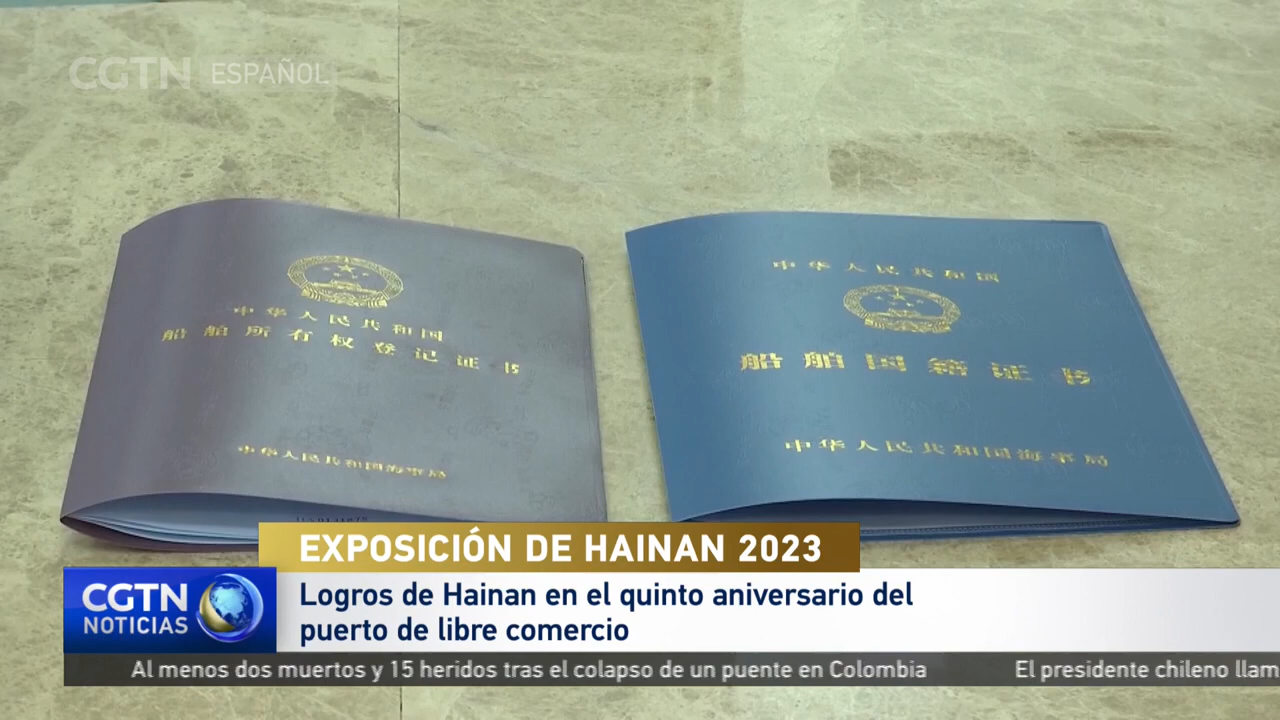 CGTN ESPAÑOL
中华人民共和国
船舶所有权登记证书
中华人民共和国海事局
中华人民共和国
船舶国籍证书
中华人民共和国海事局
EXPOSICIÓN DE HAINAN 2023
CGTN
NOTICIAS
Logros de Hainan en el quinto aniversario del
puerto de libre comercio
Al menos dos muertos y 15 heridos tras el colapso de un puente en Colombia El presidente chileno llam